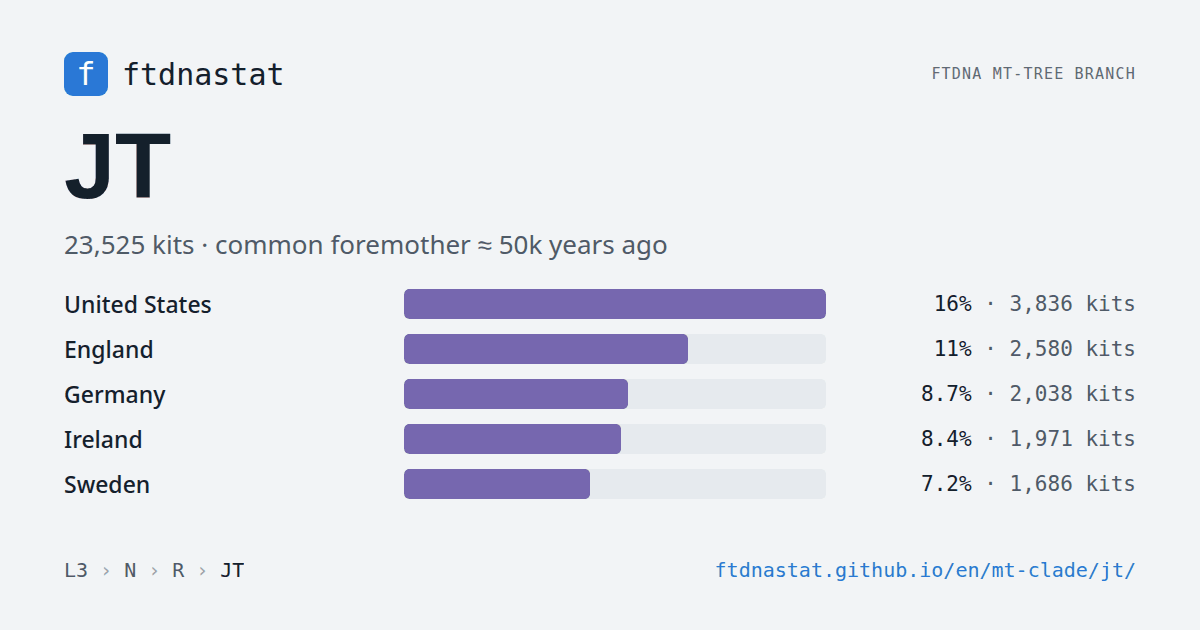 f ftdnastat
FTDNA MT-TREE BRANCH
JT
23,525 kits · common foremother ≈ 50k years ago
United States 16% · 3,836 kits
England 11% · 2,580 kits
Germany 8.7% · 2,038 kits
Ireland 8.4% · 1,971 kits
Sweden 7.2% · 1,686 kits
L3 › N › R › JT
ftdnastat.github.io/en/mt-clade/jt/